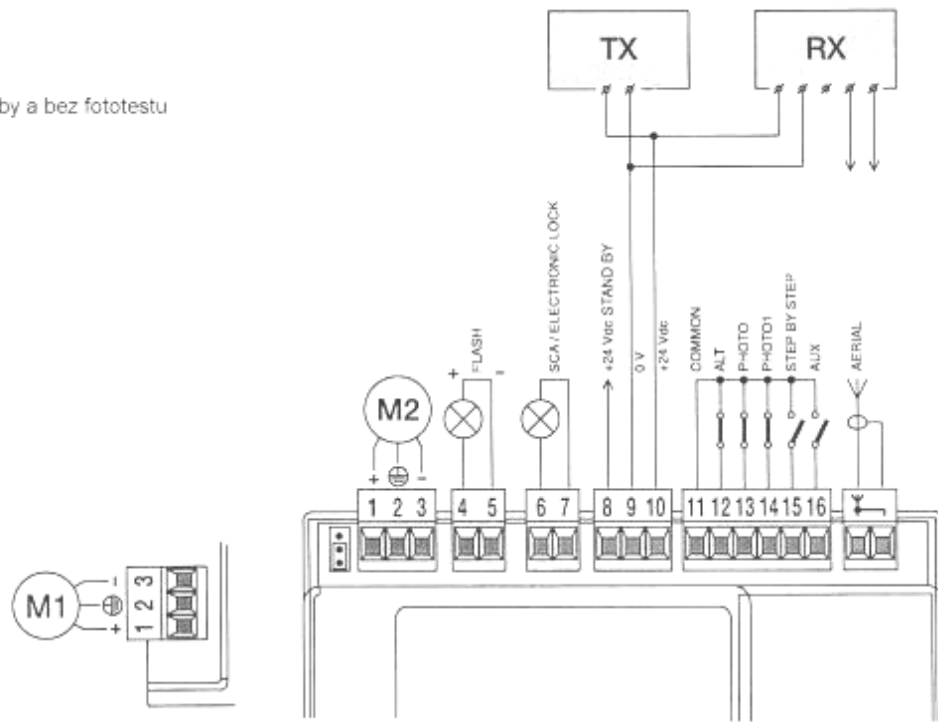 TX
RX
by a bez fototestu
SCA / ELECTRONIC LOCK
+24 Vdc STAND BY
0 V
+24 Vdc
COMMON
ALT
PHOTO
PHOTO1
STEP BY STEP
AUX
AERIAL
+ FLASH -
M2
+ -
1 2 3 4 5 6 7 8 9 10 11 12 13 14 15 16
M1
- +
1 2 3